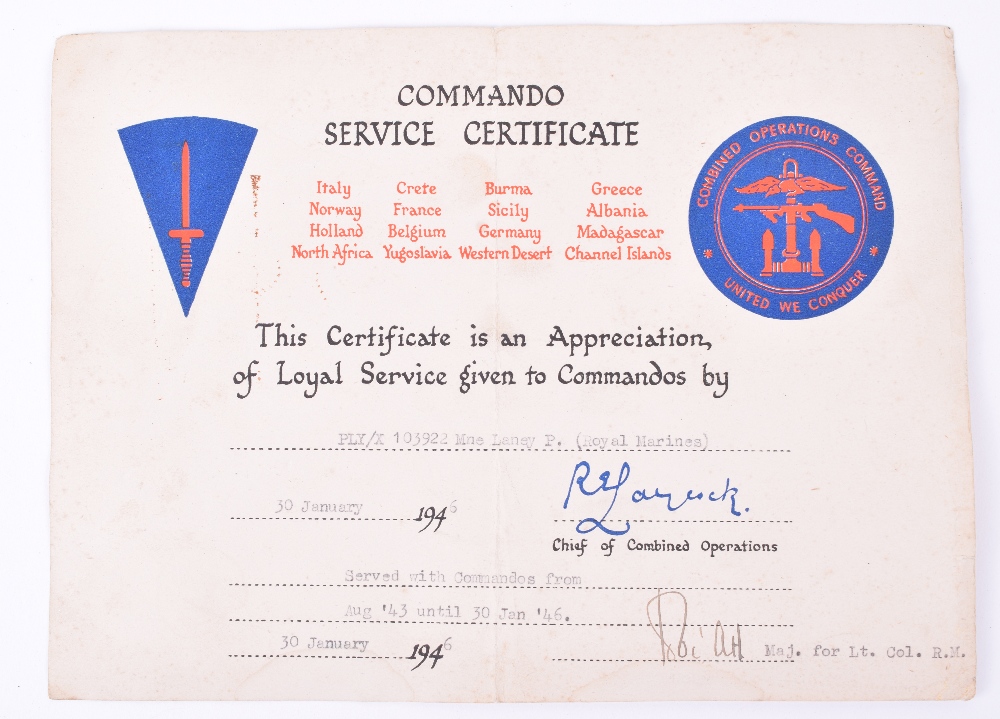 COMMANDO
SERVICE CERTIFICATE
Italy Crete Burma Greece
Norway France Sicily Albania
Holland Belgium Germany Madagascar
North Africa Yugoslavia Western Desert Channel Islands
COMBINED OPERATIONS COMMAND
* UNITED WE CONQUER *
This Certificate is an Appreciation,
of Loyal Service given to Commandos by
PLY/X 103922 Mne Laney P. (Royal Marines)
30 January 1946
R E Laycock.
Chief of Combined Operations
Served with Commandos from
Aug '43 until 30 Jan '46.
30 January 1946
Maj. for Lt. Col. R.M.